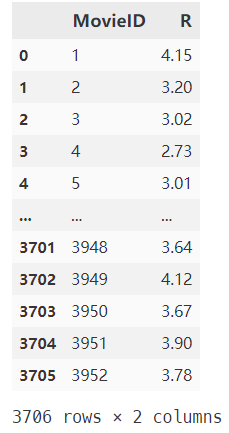 MovieID R
0 1 4.15
1 2 3.20
2 3 3.02
3 4 2.73
4 5 3.01
... ... ...
3701 3948 3.64
3702 3949 4.12
3703 3950 3.67
3704 3951 3.90
3705 3952 3.78
3706 rows × 2 columns